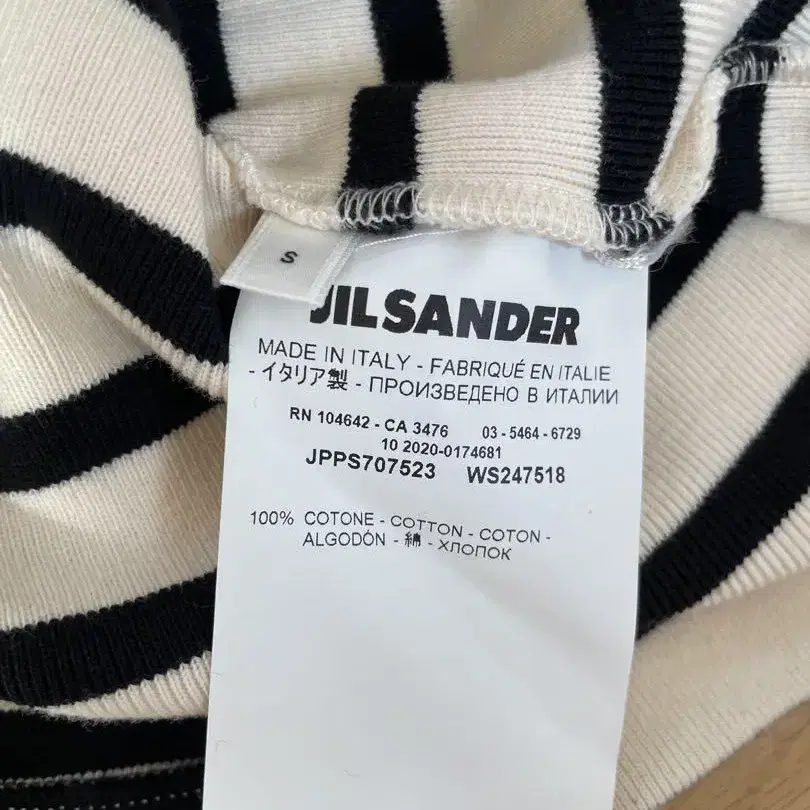 S
JIL SANDER
MADE IN ITALY - FABRIQUÉ EN ITALIE
- イタリア製 - ПРОИЗВЕДЕНО В ИТАЛИИ
RN 104642 - CA 3476 03 - 5464 - 6729
10 2020-0174681
JPPS707523 WS247518
100% COTONE - COTTON - COTON -
ALGODÓN - 綿 - ХЛОПОК